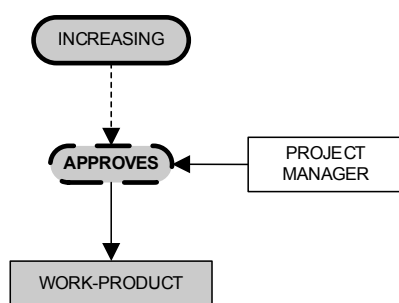 INCREASING
APPROVES
PROJECT
MANAGER
WORK-PRODUCT